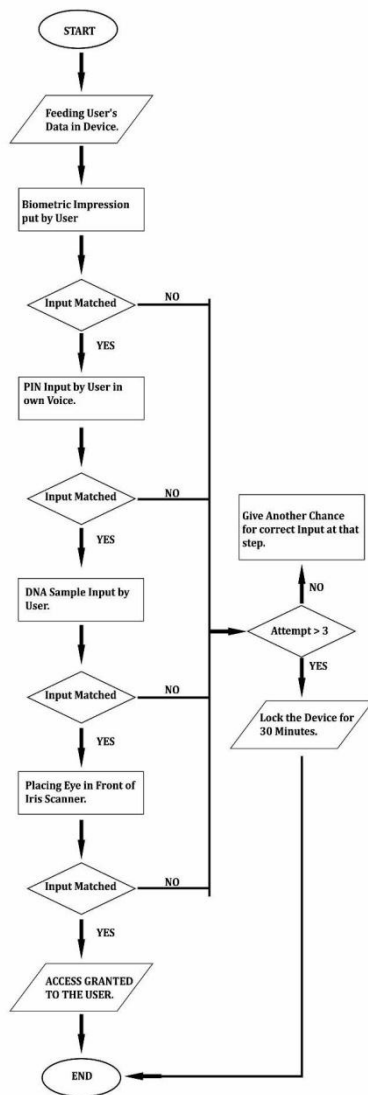 START
Feeding User's
Data in Device.
Biometric Impression
put by User
Input Matched
NO
YES
PIN Input by User in
own Voice.
Input Matched
NO
YES
DNA Sample Input by
User.
Input Matched
NO
YES
Placing Eye in Front of
Iris Scanner.
Input Matched
NO
YES
ACCESS GRANTED
TO THE USER.
END
Give Another Chance
for correct Input at that
step.
NO
Attempt > 3
YES
Lock the Device for
30 Minutes.